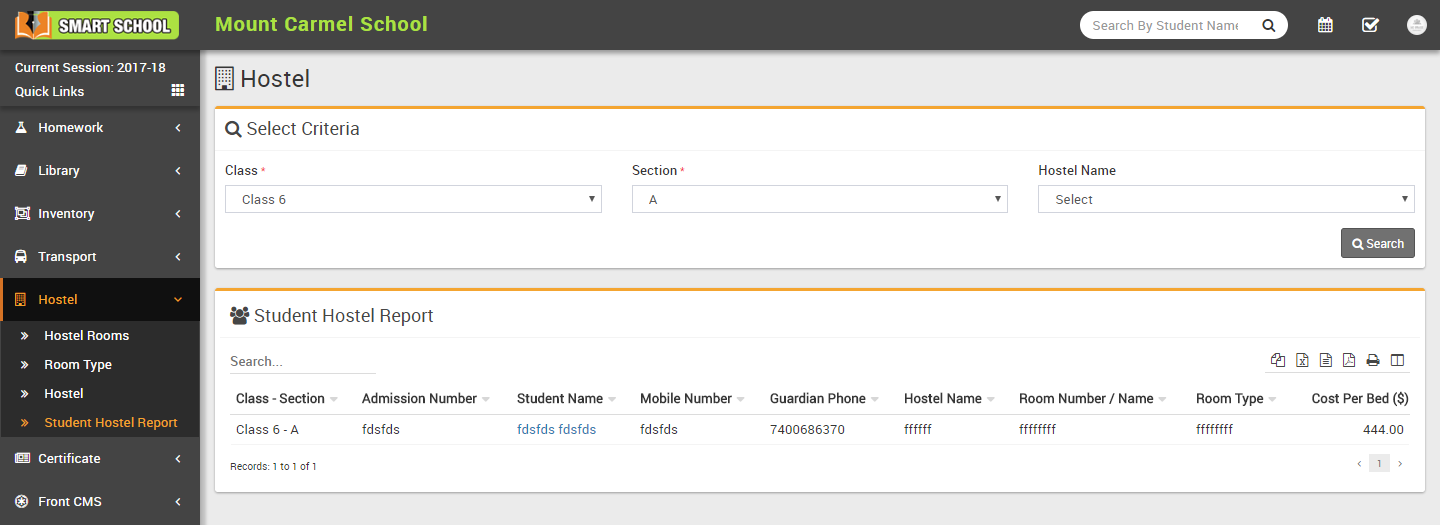 SMART SCHOOL
Mount Carmel School
Search By Student Name
Current Session: 2017-18
Quick Links
Homework
Library
Inventory
Transport
Hostel
Hostel Rooms
Room Type
Hostel
Student Hostel Report
Certificate
Front CMS
Hostel
Select Criteria
Class * Section * Hostel Name
Class 6 A Select
Search
Student Hostel Report
Search...
Class - Section Admission Number Student Name Mobile Number Guardian Phone Hostel Name Room Number / Name Room Type Cost Per Bed ($)
Class 6 - A fdsfds fdsfds fdsfds fdsfds 7400686370 ffffff ffffffff ffffffff 444.00
Records: 1 to 1 of 1
1